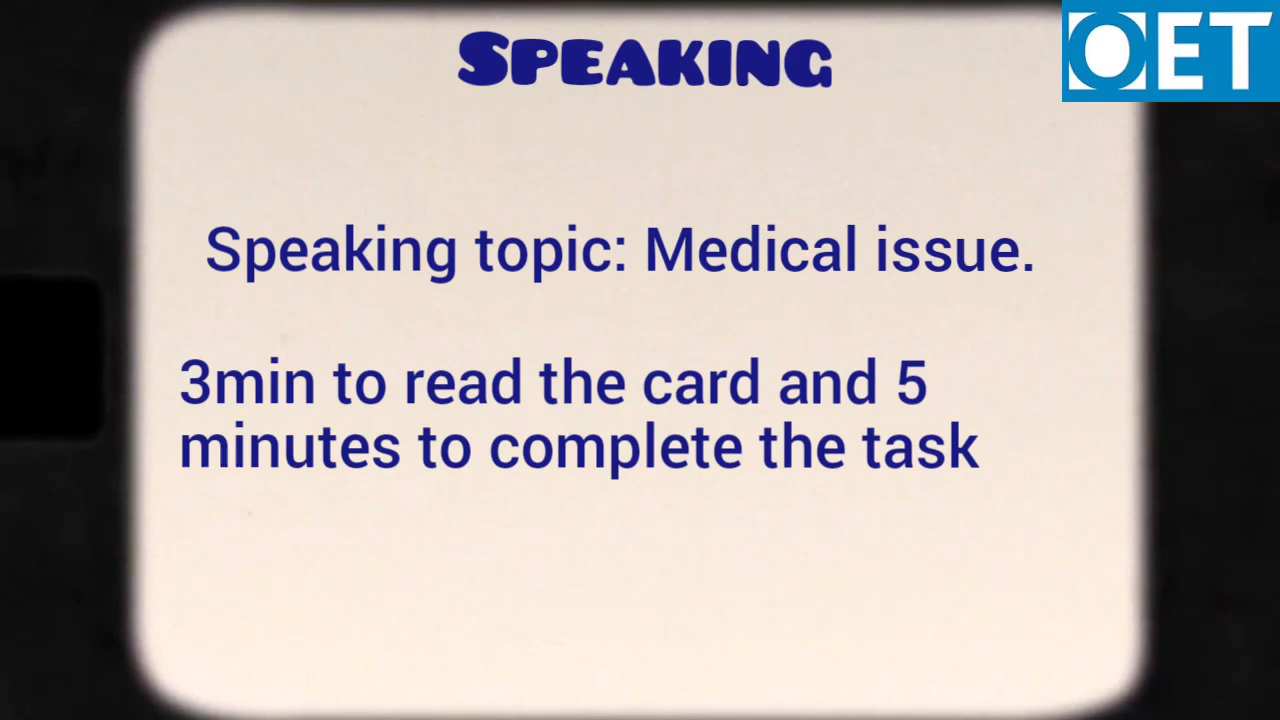 SPEAKING
OET
Speaking topic: Medical issue.
3min to read the card and 5
minutes to complete the task